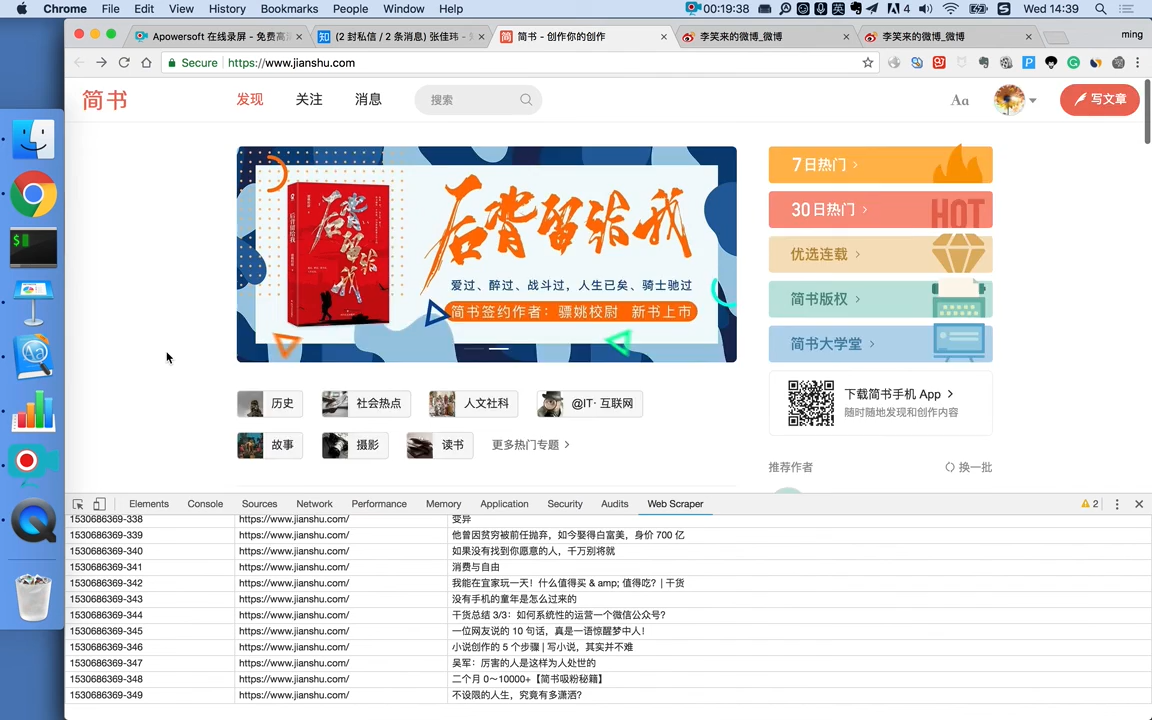 Chrome File Edit View History Bookmarks People Window Help 00:19:38 英 4 Wed 14:39
Apowersoft 在线录屏 - 免费高清
(2 封私信 / 2 条消息) 张佳玮 -
简书 - 创作你的创作
李笑来的微博_微博
李笑来的微博_微博
ming
Secure https://www.jianshu.com
简书
发现 关注 消息 搜索 Aa 写文章
后背留给我
后背留给我
爱过、醉过、战斗过，人生已矣、骑士驰过
简书签约作者：骠姚校尉 新书上市
7日热门
30日热门 HOT
优选连载
简书版权
简书大学堂
下载简书手机 App
随时随地发现和创作内容
历史 社会热点 人文社科 @IT· 互联网
故事 摄影 读书 更多热门专题
推荐作者 换一批
Elements Console Sources Network Performance Memory Application Security Audits Web Scraper 2
1530686369-338 https://www.jianshu.com/ 变异
1530686369-339 https://www.jianshu.com/ 他曾因贫穷被前任抛弃，如今娶得白富美，身价 700 亿
1530686369-340 https://www.jianshu.com/ 如果没有找到你愿意的人，千万别将就
1530686369-341 https://www.jianshu.com/ 消费与自由
1530686369-342 https://www.jianshu.com/ 我能在宜家玩一天！什么值得买 & amp; 值得吃？| 干货
1530686369-343 https://www.jianshu.com/ 没有手机的童年是怎么过来的
1530686369-344 https://www.jianshu.com/ 干货总结 3/3：如何系统性的运营一个微信公众号？
1530686369-345 https://www.jianshu.com/ 一位网友说的 10 句话，真是一语惊醒梦中人！
1530686369-346 https://www.jianshu.com/ 小说创作的 5 个步骤 | 写小说，其实并不难
1530686369-347 https://www.jianshu.com/ 吴军：厉害的人是这样为人处世的
1530686369-348 https://www.jianshu.com/ 二个月 0～10000+【简书吸粉秘籍】
1530686369-349 https://www.jianshu.com/ 不设限的人生，究竟有多潇洒？